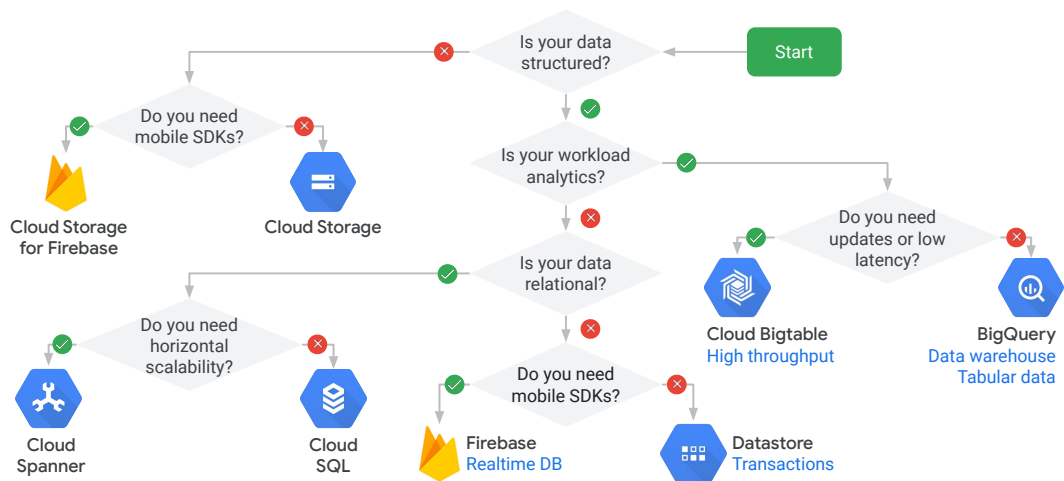 Is your data
structured?
Start
Do you need
mobile SDKs?
Is your workload
analytics?
Cloud Storage
for Firebase
Cloud Storage
Do you need
updates or low
latency?
Is your data
relational?
Do you need
horizontal
scalability?
Cloud Bigtable
High throughput
BigQuery
Data warehouse
Tabular data
Do you need
mobile SDKs?
Cloud
Spanner
Cloud
SQL
Firebase
Realtime DB
Datastore
Transactions